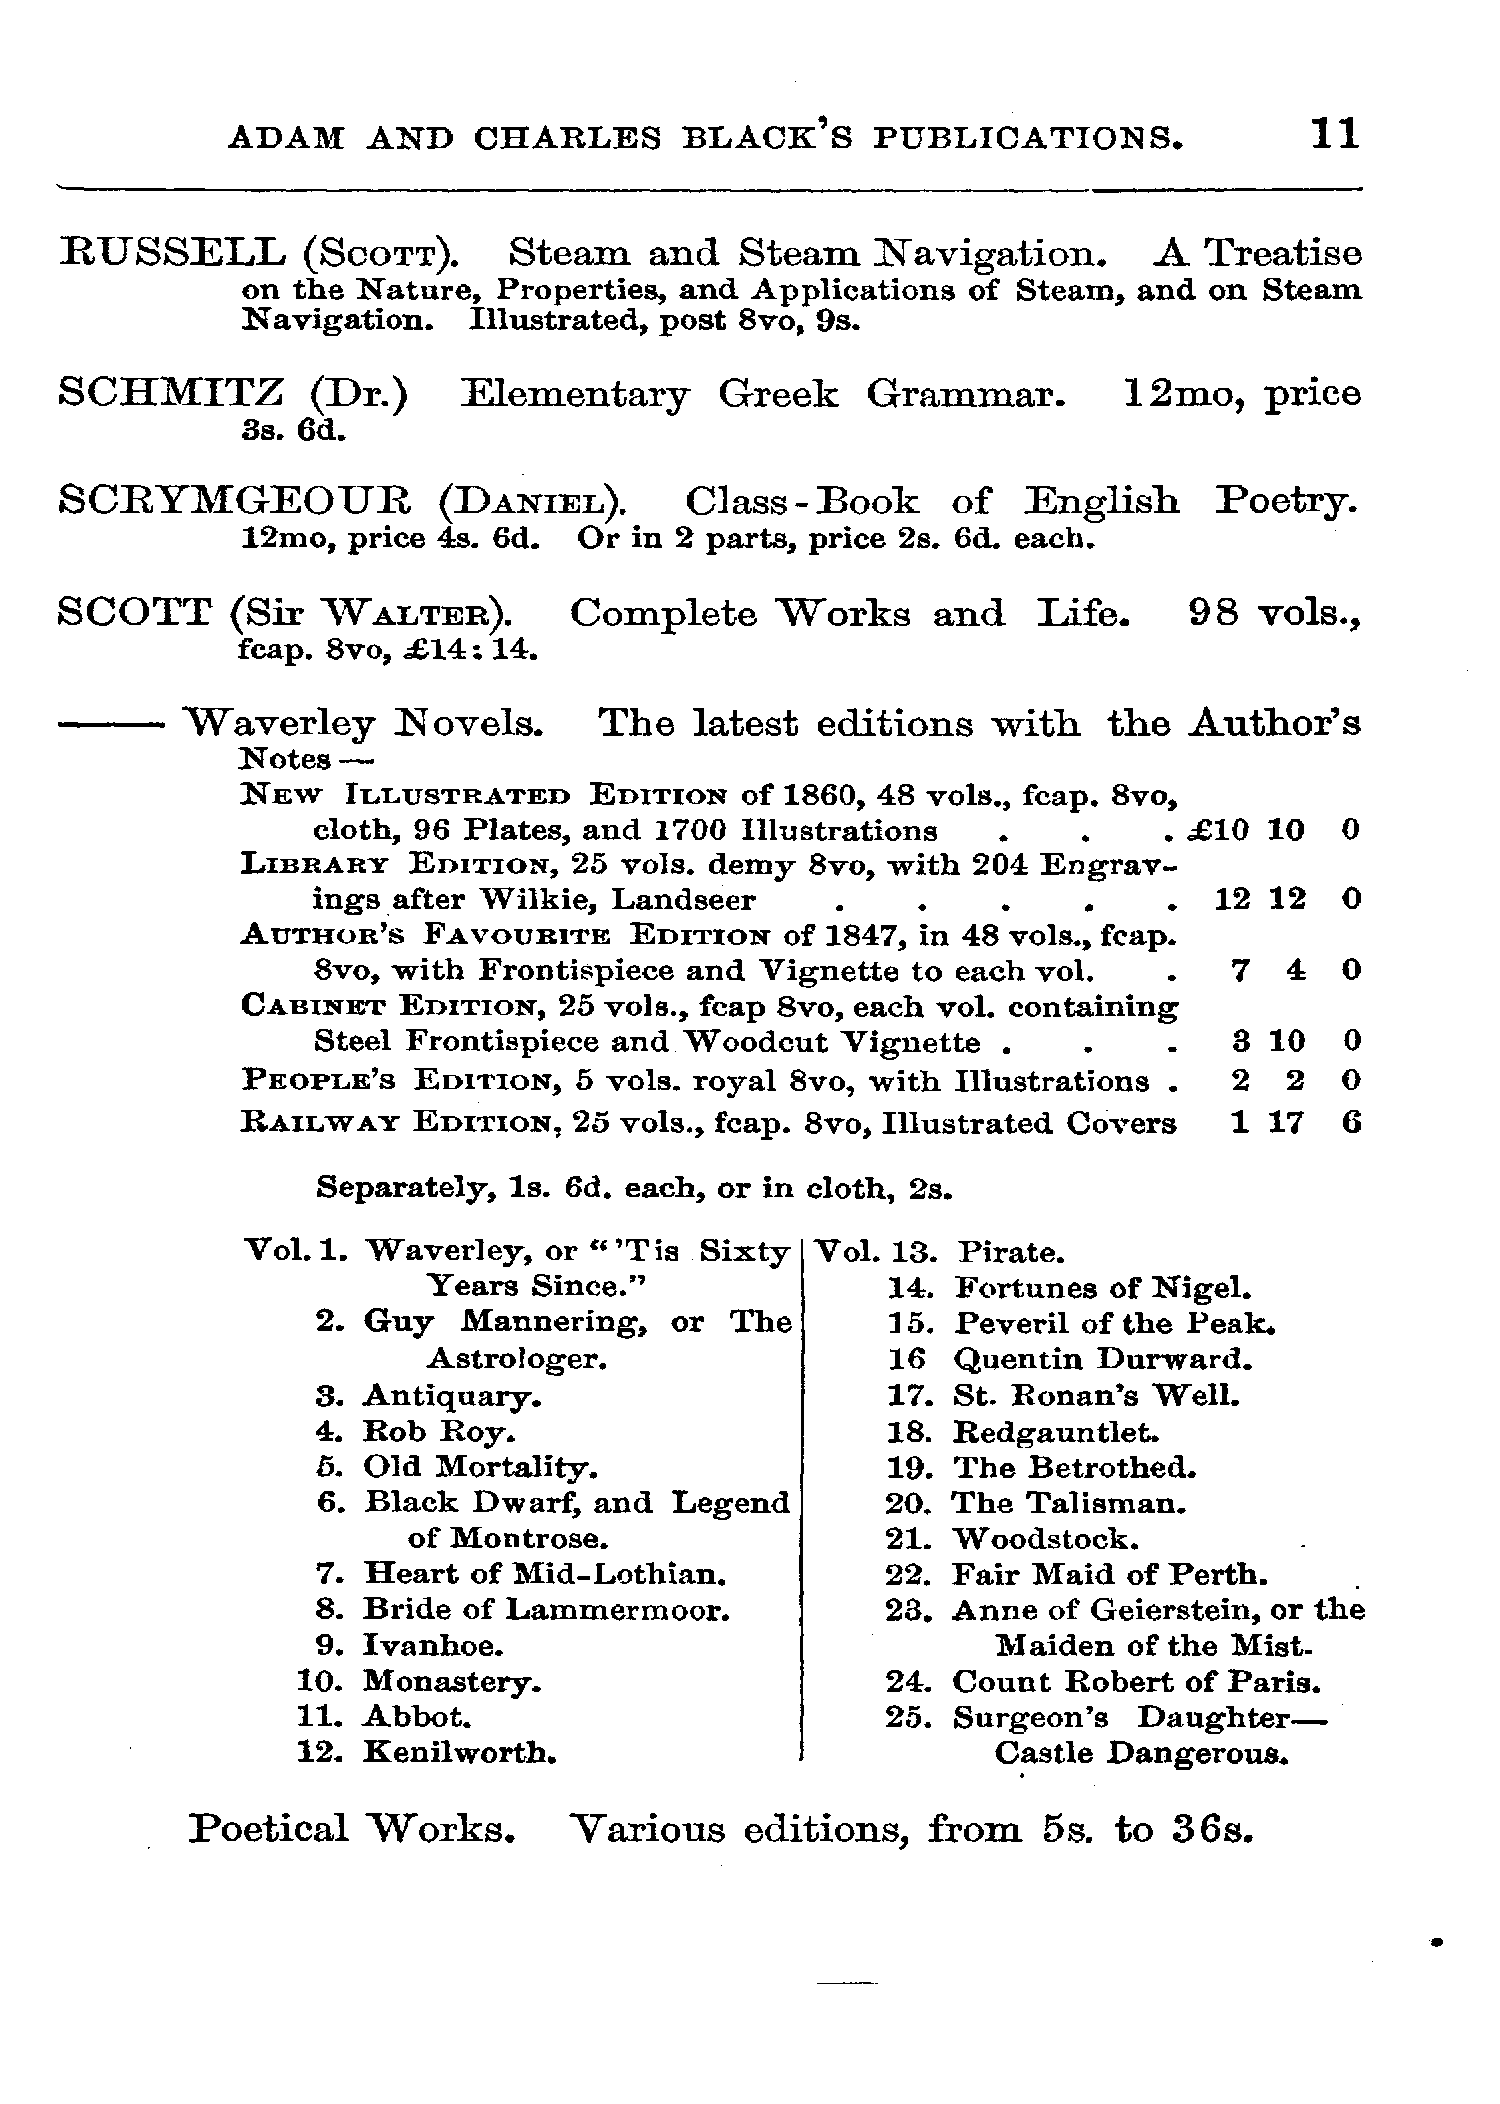 ADAM AND CHARLES BLACK'S PUBLICATIONS. 11
RUSSELL (SCOTT). Steam and Steam Navigation. A Treatise
on the Nature, Properties, and Applications of Steam, and on Steam
Navigation. Illustrated, post 8vo, 9s.
SCHMITZ (Dr.) Elementary Greek Grammar. 12mo, price
3s. 6d.
SCRYMGEOUR (DANIEL). Class-Book of English Poetry.
12mo, price 4s. 6d. Or in 2 parts, price 2s. 6d. each.
SCOTT (Sir WALTER). Complete Works and Life. 98 vols.,
fcap. 8vo, £14:14.
—— Waverley Novels. The latest editions with the Author's
Notes—
NEW ILLUSTRATED EDITION of 1860, 48 vols., fcap. 8vo,
cloth, 96 Plates, and 1700 Illustrations . . . £10 10 0
LIBRARY EDITION, 25 vols. demy 8vo, with 204 Engrav-
ings after Wilkie, Landseer . . . . . 12 12 0
AUTHOR'S FAVOURITE EDITION of 1847, in 48 vols., fcap.
8vo, with Frontispiece and Vignette to each vol. . 7 4 0
CABINET EDITION, 25 vols., fcap 8vo, each vol. containing
Steel Frontispiece and Woodcut Vignette . . . 3 10 0
PEOPLE'S EDITION, 5 vols. royal 8vo, with Illustrations . 2 2 0
RAILWAY EDITION, 25 vols., fcap. 8vo, Illustrated Covers 1 17 6
Separately, 1s. 6d. each, or in cloth, 2s.
Vol. 1. Waverley, or "'Tis Sixty
Years Since."
2. Guy Mannering, or The
Astrologer.
3. Antiquary.
4. Rob Roy.
5. Old Mortality.
6. Black Dwarf, and Legend
of Montrose.
7. Heart of Mid-Lothian.
8. Bride of Lammermoor.
9. Ivanhoe.
10. Monastery.
11. Abbot.
12. Kenilworth.
Vol. 13. Pirate.
14. Fortunes of Nigel.
15. Peveril of the Peak.
16 Quentin Durward.
17. St. Ronan's Well.
18. Redgauntlet.
19. The Betrothed.
20. The Talisman.
21. Woodstock.
22. Fair Maid of Perth.
23. Anne of Geierstein, or the
Maiden of the Mist.
24. Count Robert of Paris.
25. Surgeon's Daughter—
Castle Dangerous.
Poetical Works. Various editions, from 5s. to 36s.